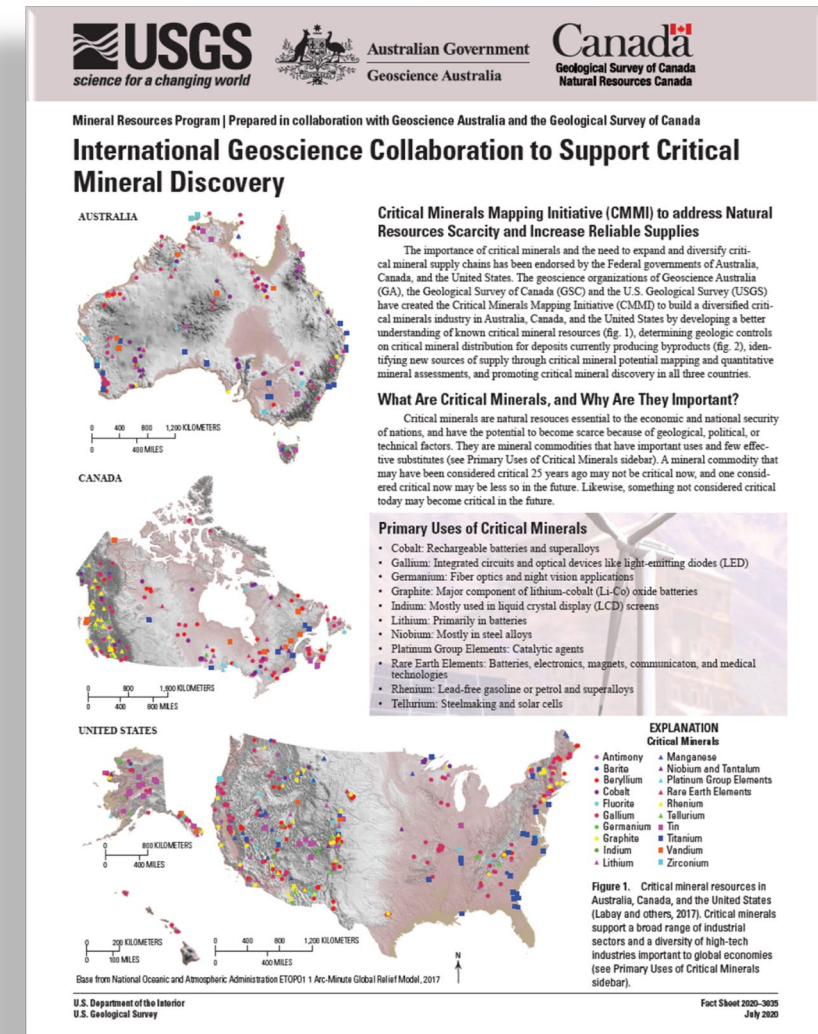 USGS
science for a changing world
Australian Government
Geoscience Australia
Canada
Geological Survey of Canada
Natural Resources Canada
Mineral Resources Program | Prepared in collaboration with Geoscience Australia and the Geological Survey of Canada
International Geoscience Collaboration to Support Critical
Mineral Discovery
AUSTRALIA
0 400 800 1,200 KILOMETERS
0 400 MILES
Critical Minerals Mapping Initiative (CMMI) to address Natural
Resources Scarcity and Increase Reliable Supplies
The importance of critical minerals and the need to expand and diversify criti-
cal mineral supply chains has been endorsed by the Federal governments of Australia,
Canada, and the United States. The geoscience organizations of Geoscience Australia
(GA), the Geological Survey of Canada (GSC) and the U.S. Geological Survey (USGS)
have created the Critical Minerals Mapping Initiative (CMMI) to build a diversified criti-
cal minerals industry in Australia, Canada, and the United States by developing a better
understanding of known critical mineral resources (fig. 1), determining geologic controls
on critical mineral distribution for deposits currently producing byproducts (fig. 2), iden-
tifying new sources of supply through critical mineral potential mapping and quantitative
mineral assessments, and promoting critical mineral discovery in all three countries.
What Are Critical Minerals, and Why Are They Important?
Critical minerals are natural resouces essential to the economic and national security
of nations, and have the potential to become scarce because of geological, political, or
technical factors. They are mineral commodities that have important uses and few effec-
tive substitutes (see Primary Uses of Critical Minerals sidebar). A mineral commodity that
may have been considered critical 25 years ago may not be critical now, and one consid-
ered critical now may be less so in the future. Likewise, something not considered critical
today may become critical in the future.
CANADA
0 800 1,600 KILOMETERS
0 400 800 MILES
Primary Uses of Critical Minerals
• Cobalt: Rechargeable batteries and superalloys
• Gallium: Integrated circuits and optical devices like light-emitting diodes (LED)
• Germanium: Fiber optics and night vision applications
• Graphite: Major component of lithium-cobalt (Li-Co) oxide batteries
• Indium: Mostly used in liquid crystal display (LCD) screens
• Lithium: Primarily in batteries
• Niobium: Mostly in steel alloys
• Platinum Group Elements: Catalytic agents
• Rare Earth Elements: Batteries, electronics, magnets, communicaton, and medical
technologies
• Rhenium: Lead-free gasoline or petrol and superalloys
• Tellurium: Steelmaking and solar cells
UNITED STATES
0 800 KILOMETERS
0 400 MILES
0 200 KILOMETERS
0 100 MILES
0 400 800 1,200 KILOMETERS
0 400 MILES
N
Base from National Oceanic and Atmospheric Administration ETOPO1 1 Arc-Minute Global Relief Model, 2017
EXPLANATION
Critical Minerals
Antimony
Barite
Beryllium
Cobalt
Fluorite
Gallium
Germanium
Graphite
Indium
Lithium
Manganese
Niobium and Tantalum
Platinum Group Elements
Rare Earth Elements
Rhenium
Tellurium
Tin
Titanium
Vandium
Zirconium
Figure 1. Critical mineral resources in
Australia, Canada, and the United States
(Labay and others, 2017). Critical minerals
support a broad range of industrial
sectors and a diversity of high-tech
industries important to global economies
(see Primary Uses of Critical Minerals
sidebar).
U.S. Department of the Interior
U.S. Geological Survey
Fact Sheet 2020–3035
July 2020